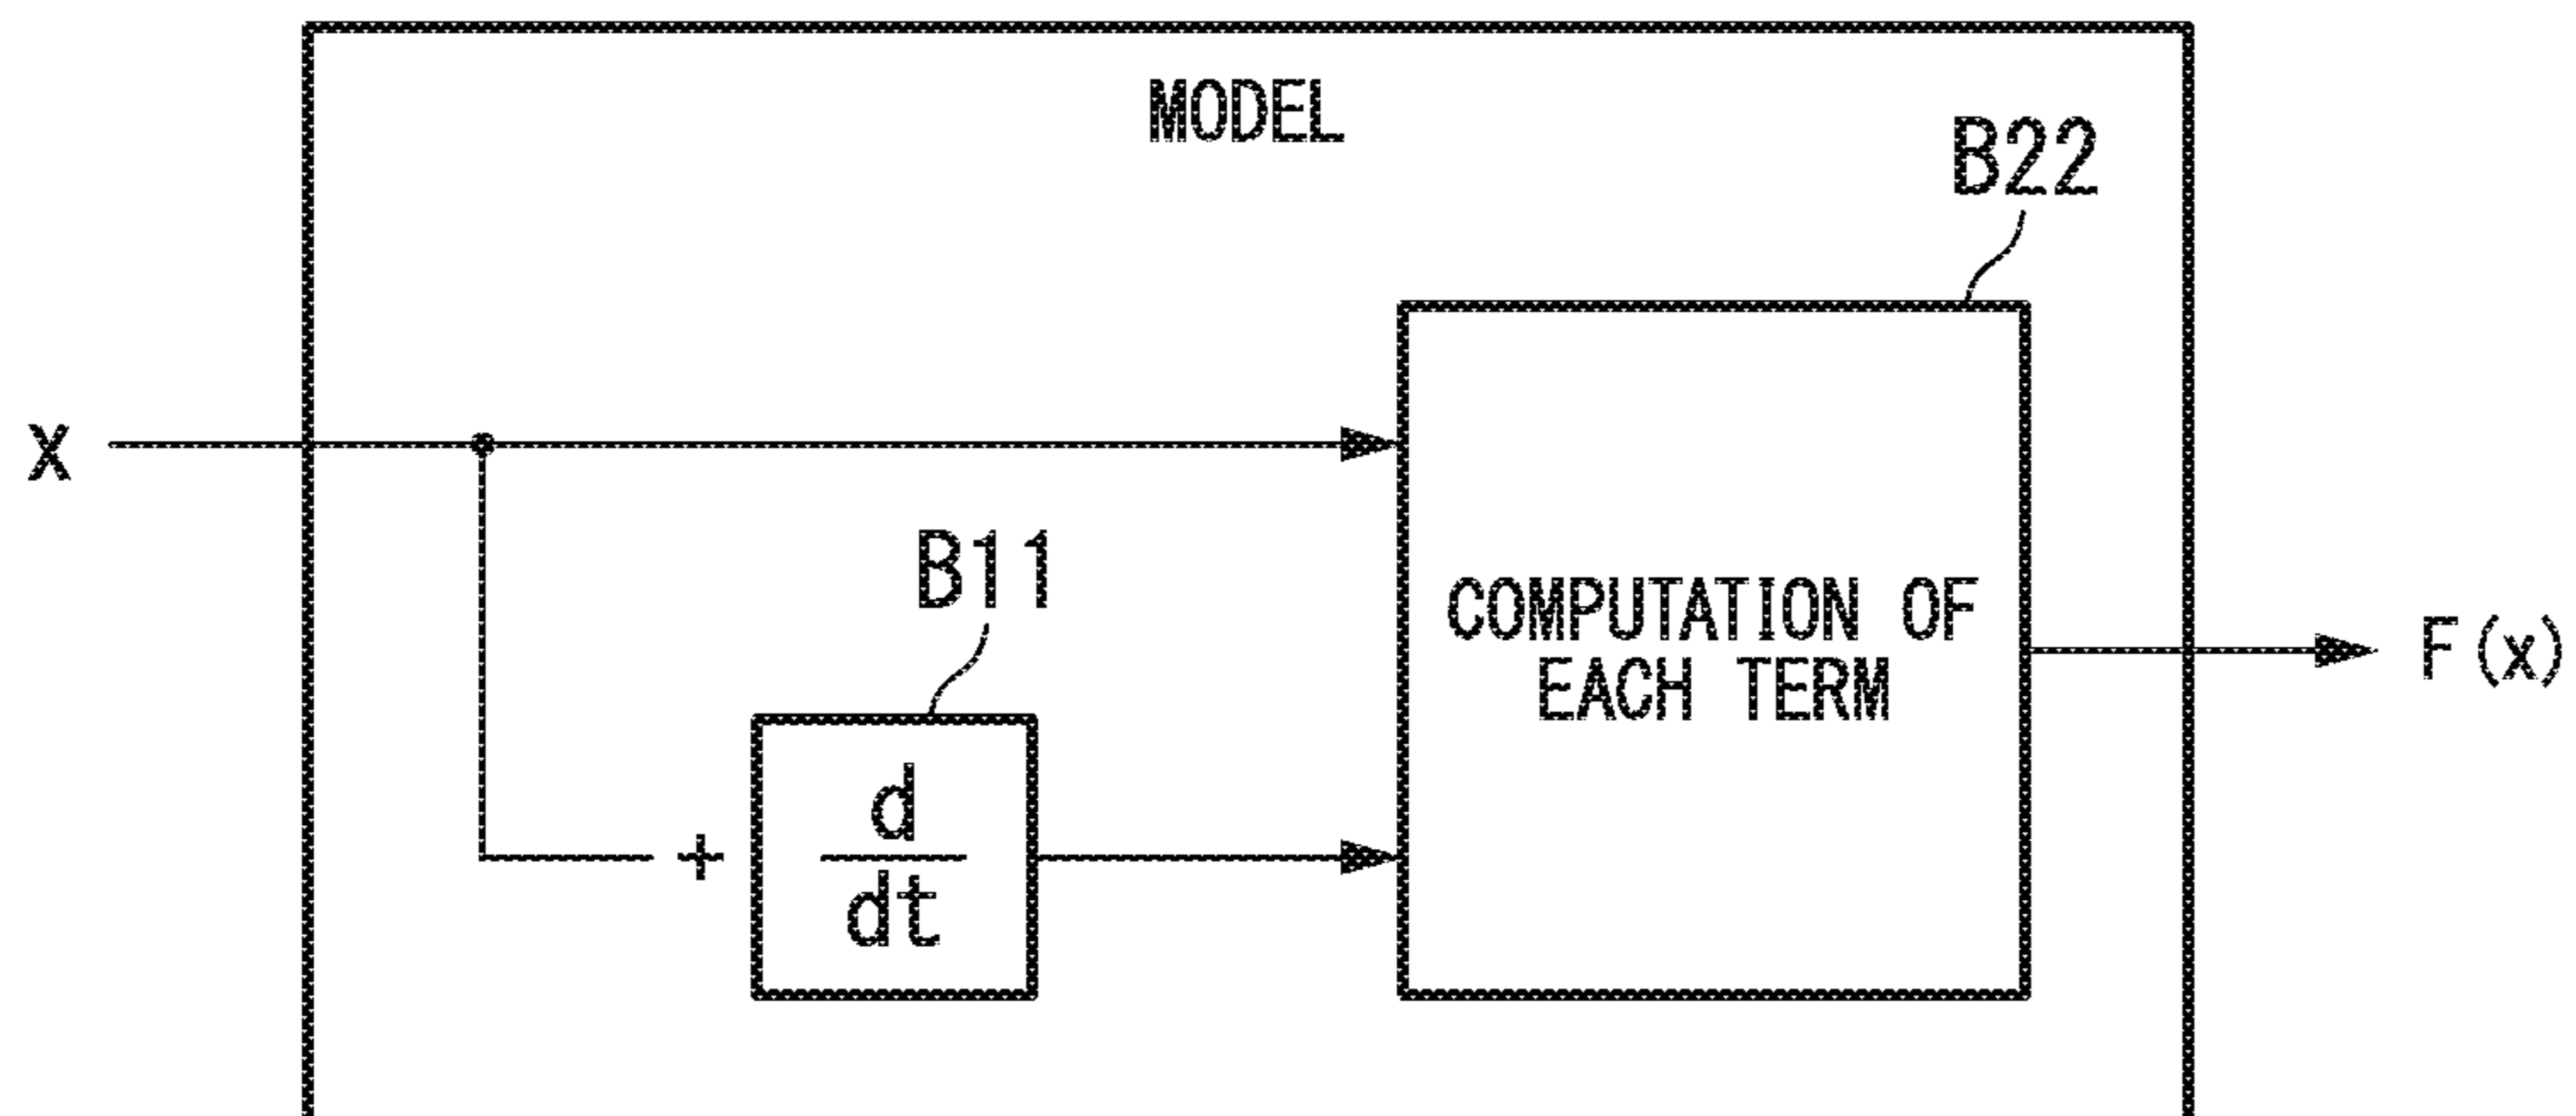 MODEL
B22
x
B11
COMPUTATION OF
EACH TERM
F(x)
+
d
dt